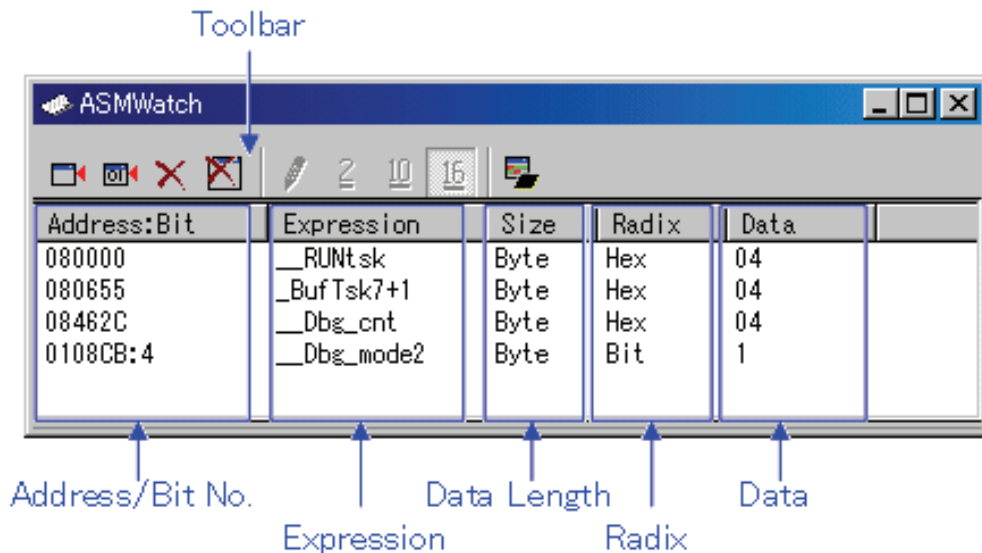 Toolbar
ASMWatch
01 2 10 16
Address:Bit Expression Size Radix Data
080000 __RUNtsk Byte Hex 04
080655 _BufTsk7+1 Byte Hex 04
08462C __Dbg_cnt Byte Hex 04
0108CB:4 __Dbg_mode2 Byte Bit 1
Address/Bit No. Data Length Data
Expression Radix